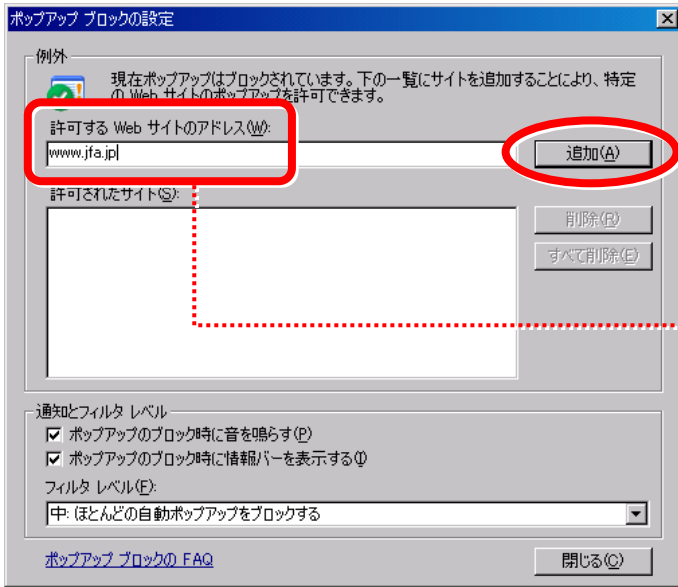 ポップアップ ブロックの設定
例外
現在ポップアップはブロックされています。下の一覧にサイトを追加することにより、特定
の Web サイトのポップアップを許可できます。
許可する Web サイトのアドレス(W):
www.jfa.jp
追加(A)
許可されたサイト(S):
削除(R)
すべて削除(E)
通知とフィルタ レベル
ポップアップのブロック時に音を鳴らす(P)
ポップアップのブロック時に情報バーを表示する(I)
フィルタ レベル(F):
中: ほとんどの自動ポップアップをブロックする
ポップアップ ブロックの FAQ
閉じる(C)